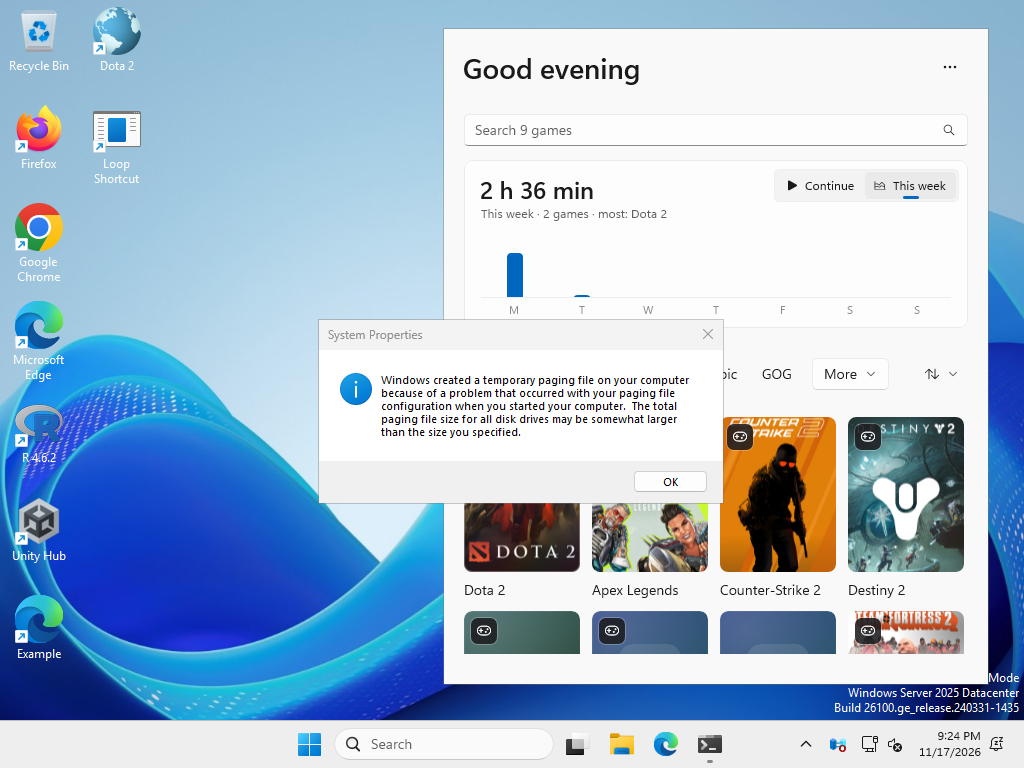 Recycle Bin
Dota 2
Firefox
Loop
Shortcut
Google
Chrome
Microsoft
Edge
R 4.6.2
Unity Hub
Example
Good evening
Search 9 games
2 h 36 min
This week · 2 games · most: Dota 2
Continue
This week
M T W T F S S
GOG
More
System Properties
Windows created a temporary paging file on your computer
because of a problem that occurred with your paging file
configuration when you started your computer.  The total
paging file size for all disk drives may be somewhat larger
than the size you specified.
OK
DOTA 2
LEGENDS
COUNTER
STRIKE 2
DESTINY 2
Dota 2
Apex Legends
Counter-Strike 2
Destiny 2
TEAM FORTRESS 2
Mode
Windows Server 2025 Datacenter
Build 26100.ge_release.240331-1435
Search
9:24 PM
11/17/2026